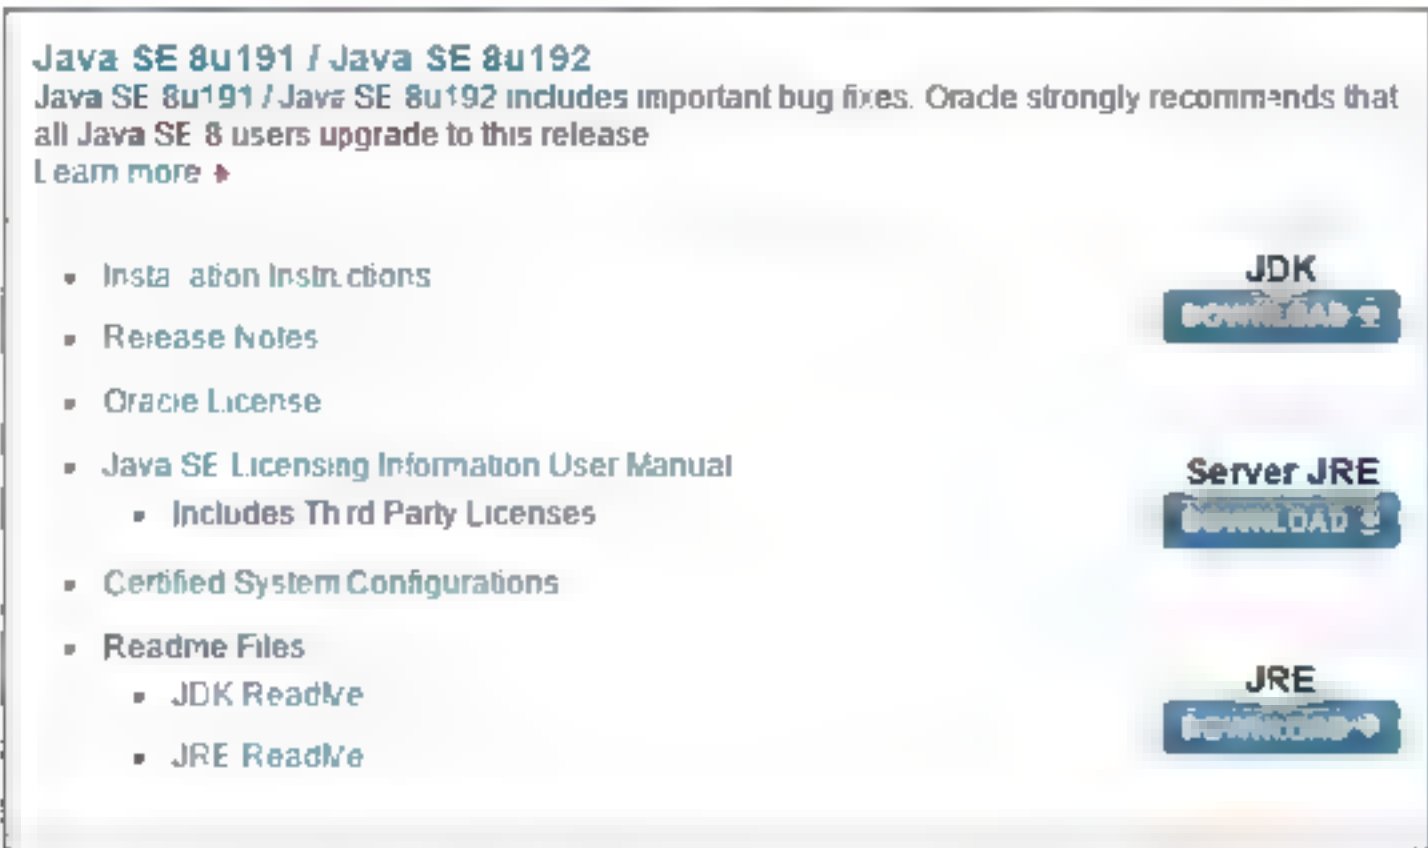 Java SE 8u191 / Java SE 8u192
Java SE 8u191 / Java SE 8u192 includes important bug fixes. Oracle strongly recommends that
all Java SE 8 users upgrade to this release
Learn more
Installation Instructions
Release Notes
Oracle License
Java SE Licensing Information User Manual
Includes Third Party Licenses
Certified System Configurations
Readme Files
JDK ReadMe
JRE ReadMe
JDK
DOWNLOAD
Server JRE
DOWNLOAD
JRE
DOWNLOAD